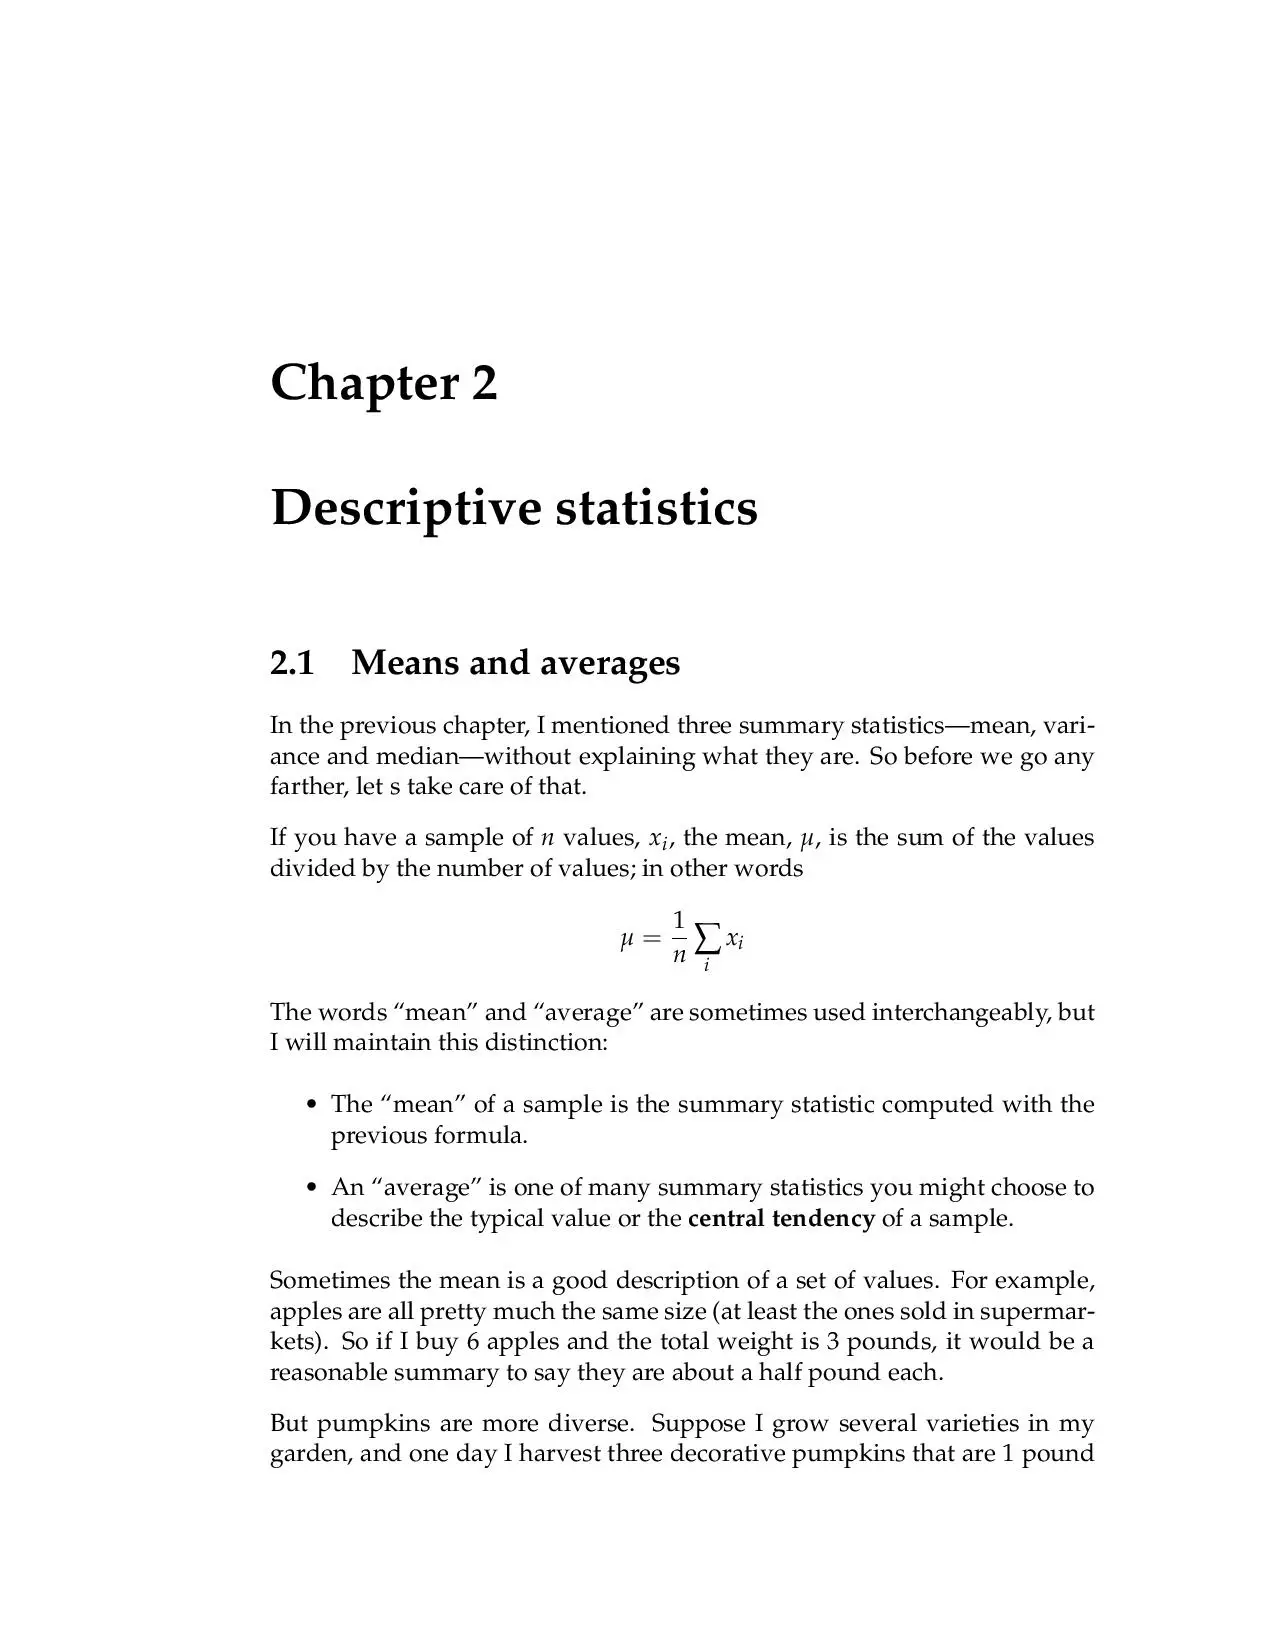 Chapter 2
Descriptive statistics
2.1 Means and averages
In the previous chapter, I mentioned three summary statistics—mean, vari-
ance and median—without explaining what they are. So before we go any
farther, let s take care of that.
If you have a sample of n values, xᵢ, the mean, μ, is the sum of the values
divided by the number of values; in other words
μ = 1/n ∑ᵢ xᵢ
The words “mean” and “average” are sometimes used interchangeably, but
I will maintain this distinction:
• The “mean” of a sample is the summary statistic computed with the
previous formula.
• An “average” is one of many summary statistics you might choose to
describe the typical value or the central tendency of a sample.
Sometimes the mean is a good description of a set of values. For example,
apples are all pretty much the same size (at least the ones sold in supermar-
kets). So if I buy 6 apples and the total weight is 3 pounds, it would be a
reasonable summary to say they are about a half pound each.
But pumpkins are more diverse. Suppose I grow several varieties in my
garden, and one day I harvest three decorative pumpkins that are 1 pound